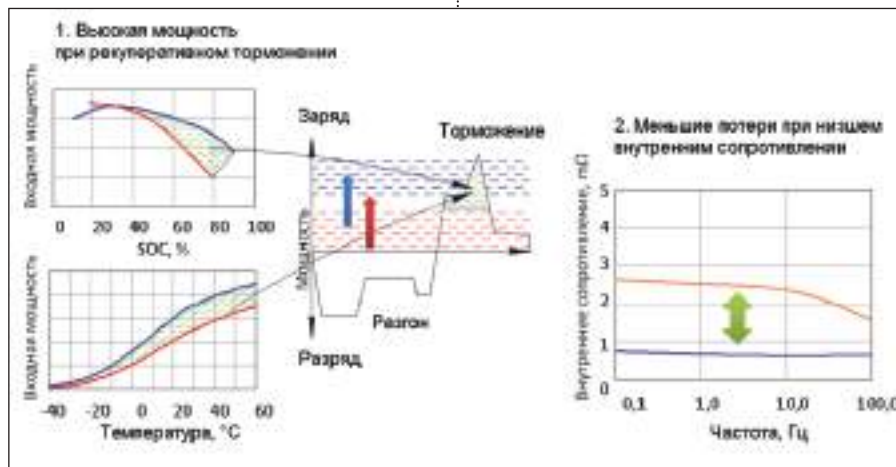 1. Высокая мощность
при рекуперативном торможении
Входная мощность
0 20 40 60 80 100
SOC, %
Входная мощность
-40 -20 0 20 40 60
Температура, °C
Заряд
Торможение
Мощность
Разгон
Разряд
2. Меньшие потери при низшем
внутренним сопротивлении
Внутреннее сопротивление, mΩ
5
4
3
2
1
0
0,1 1,0 10,0 100,0
Частота, Гц